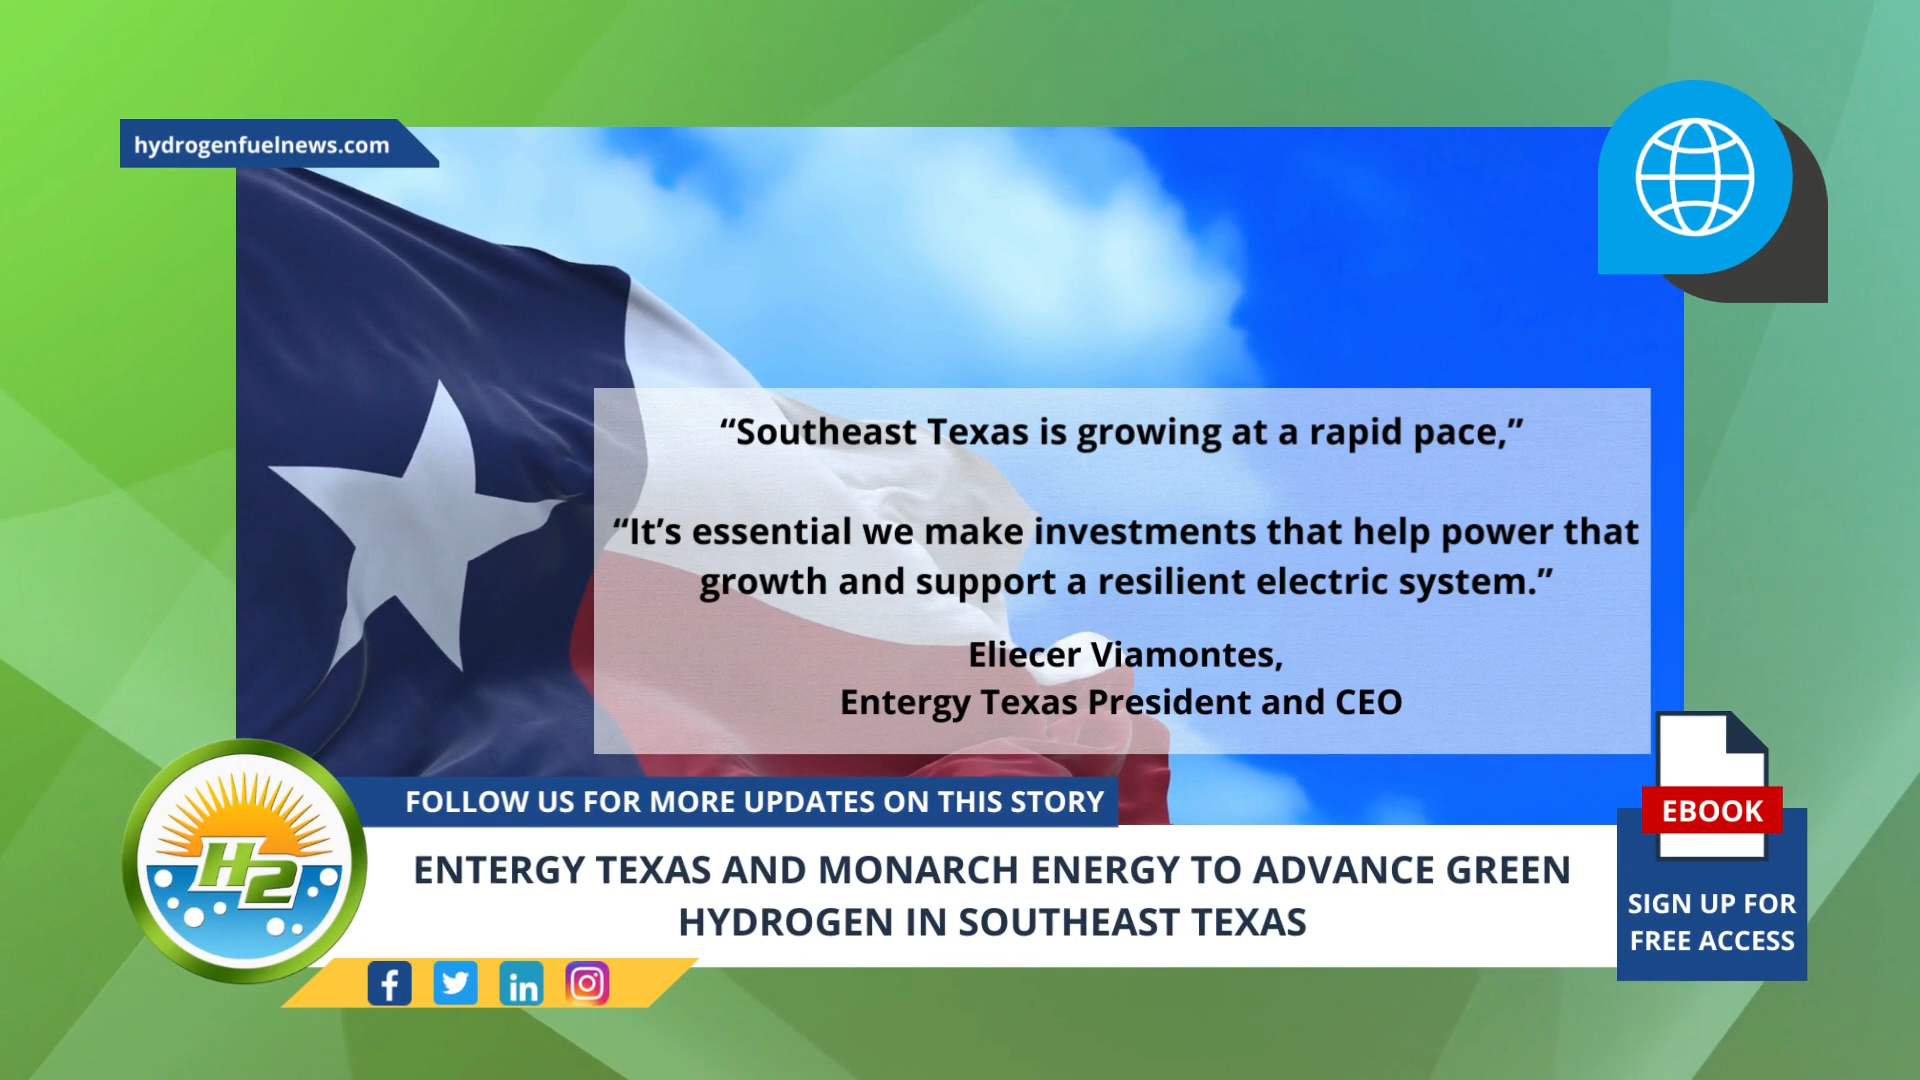 hydrogenfuelnews.com
“Southeast Texas is growing at a rapid pace,”
“It’s essential we make investments that help power that
growth and support a resilient electric system.”
Eliecer Viamontes,
Entergy Texas President and CEO
FOLLOW US FOR MORE UPDATES ON THIS STORY
H2
ENTERGY TEXAS AND MONARCH ENERGY TO ADVANCE GREEN
HYDROGEN IN SOUTHEAST TEXAS
EBOOK
SIGN UP FOR
FREE ACCESS
f
in